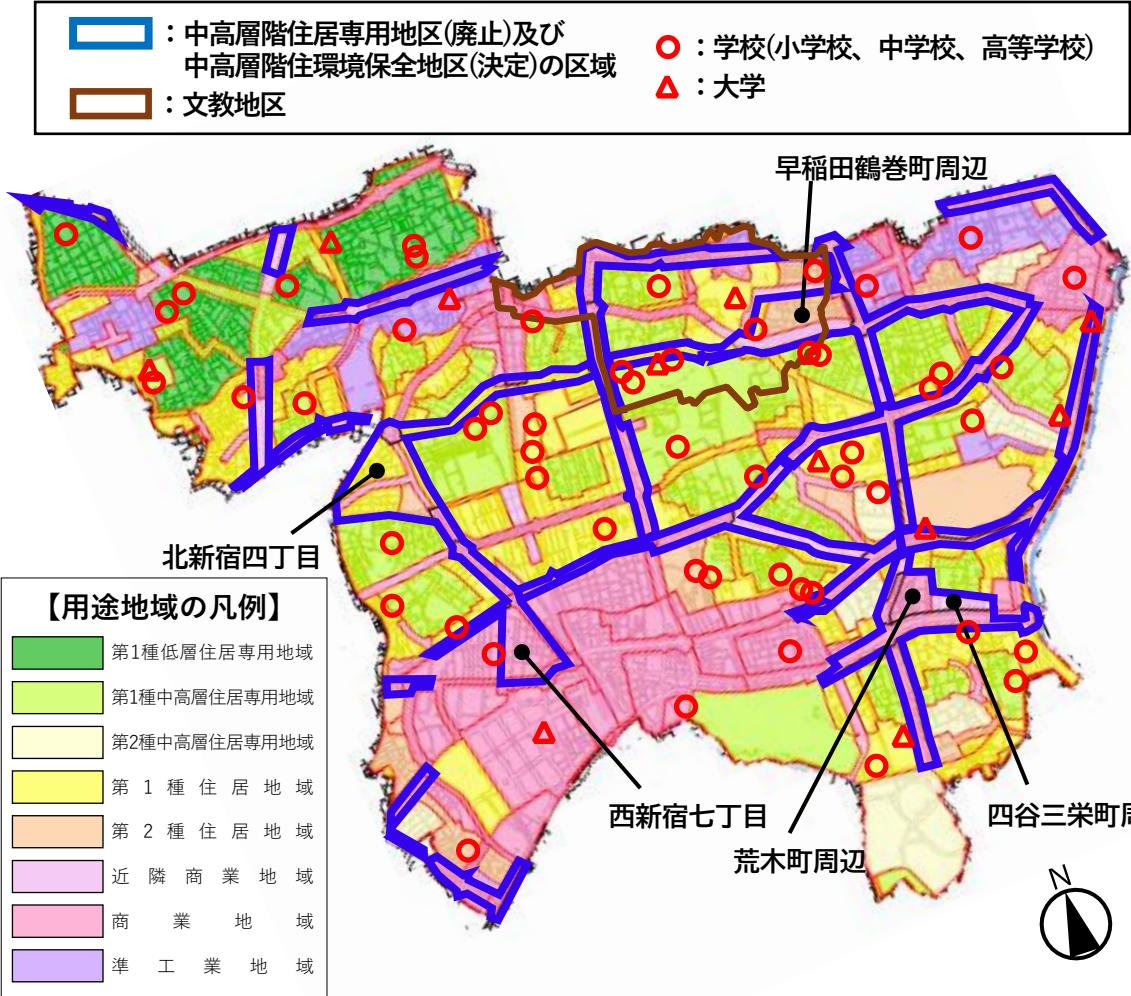 ：中高層階住居専用地区(廃止)及び
中高層階住環境保全地区(決定)の区域
：文教地区
：学校(小学校、中学校、高等学校)
：大学
早稲田鶴巻町周辺
北新宿四丁目
西新宿七丁目
荒木町周辺
四谷三栄町周
【用途地域の凡例】
第1種低層住居専用地域
第1種中高層住居専用地域
第2種中高層住居専用地域
第1種住居地域
第2種住居地域
近隣商業地域
商業地域
準工業地域
N